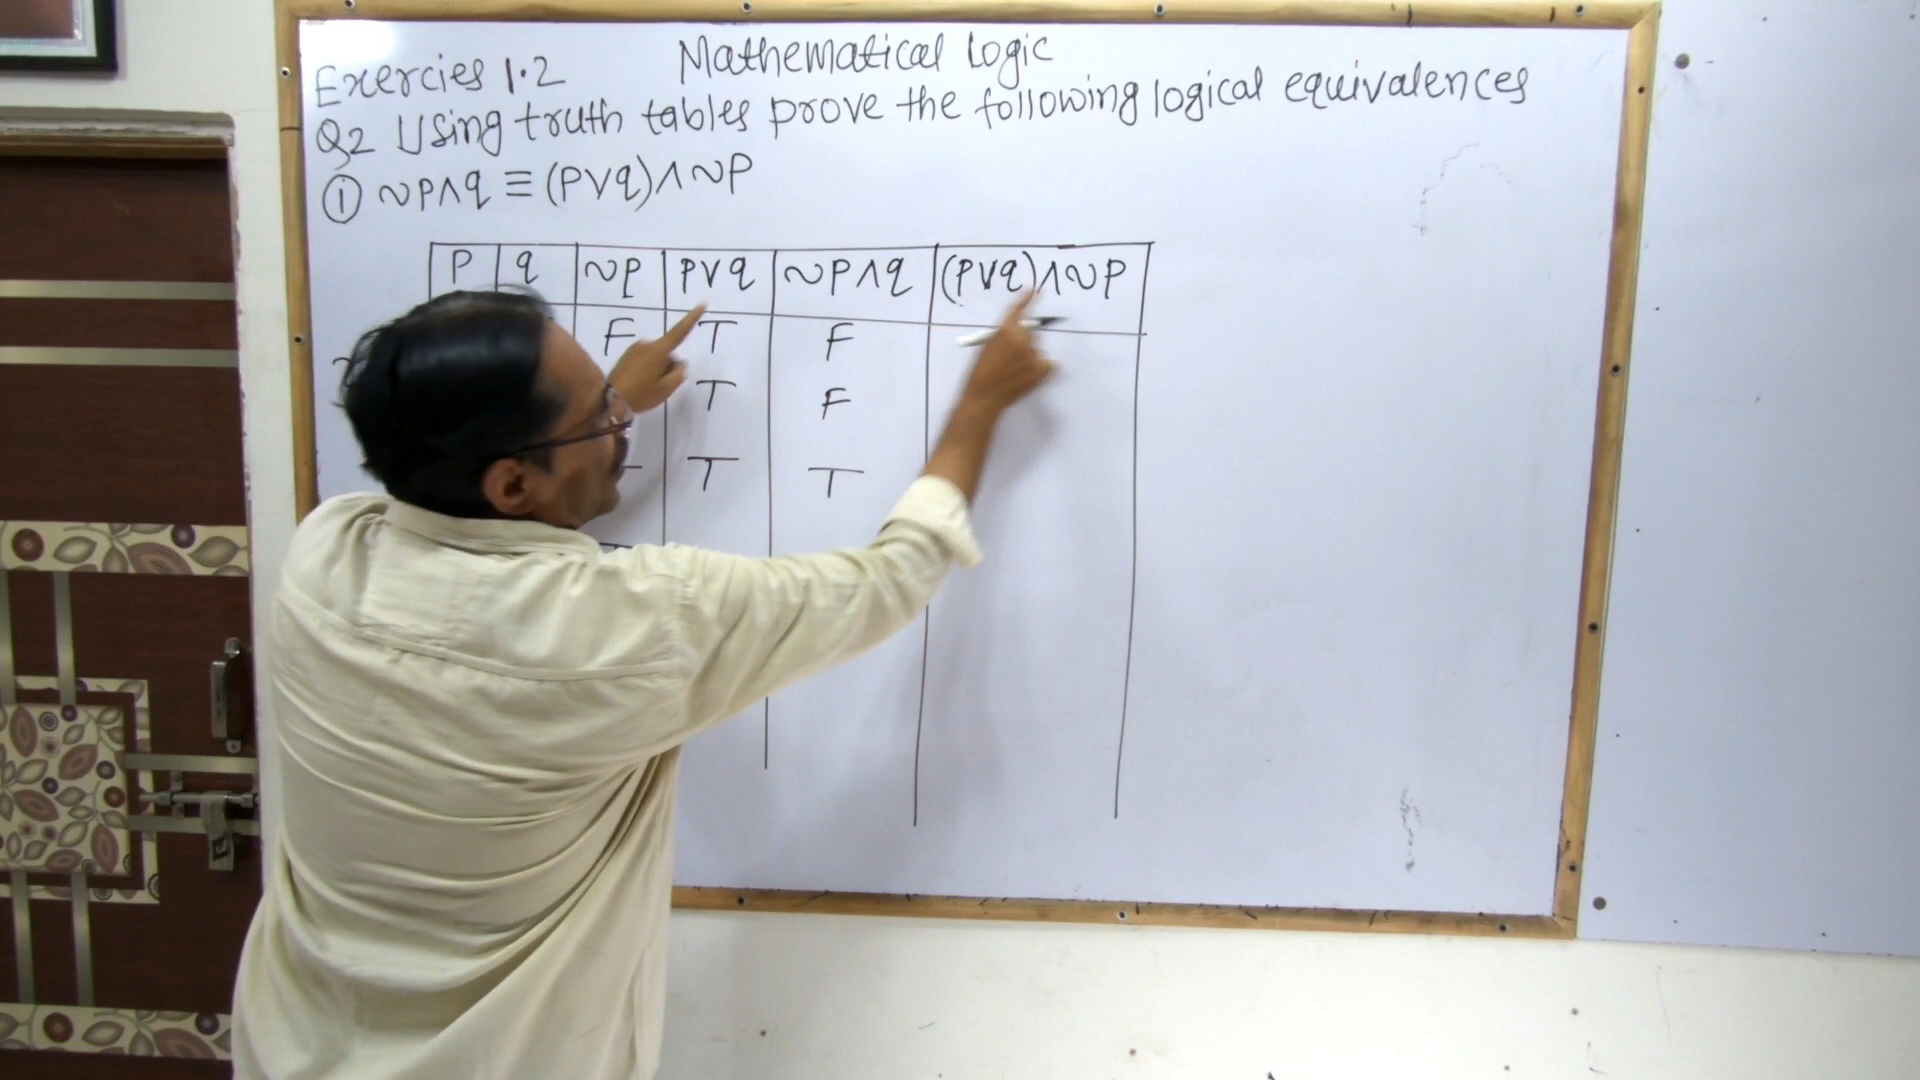 Mathematical Logic
Exercies 1.2
Q2 Using truth tables prove the following logical equivalences
① ~p∧q ≡ (p∨q)∧~p
p q ~p p∨q ~p∧q (p∨q)∧~p
F T F
T F
T T